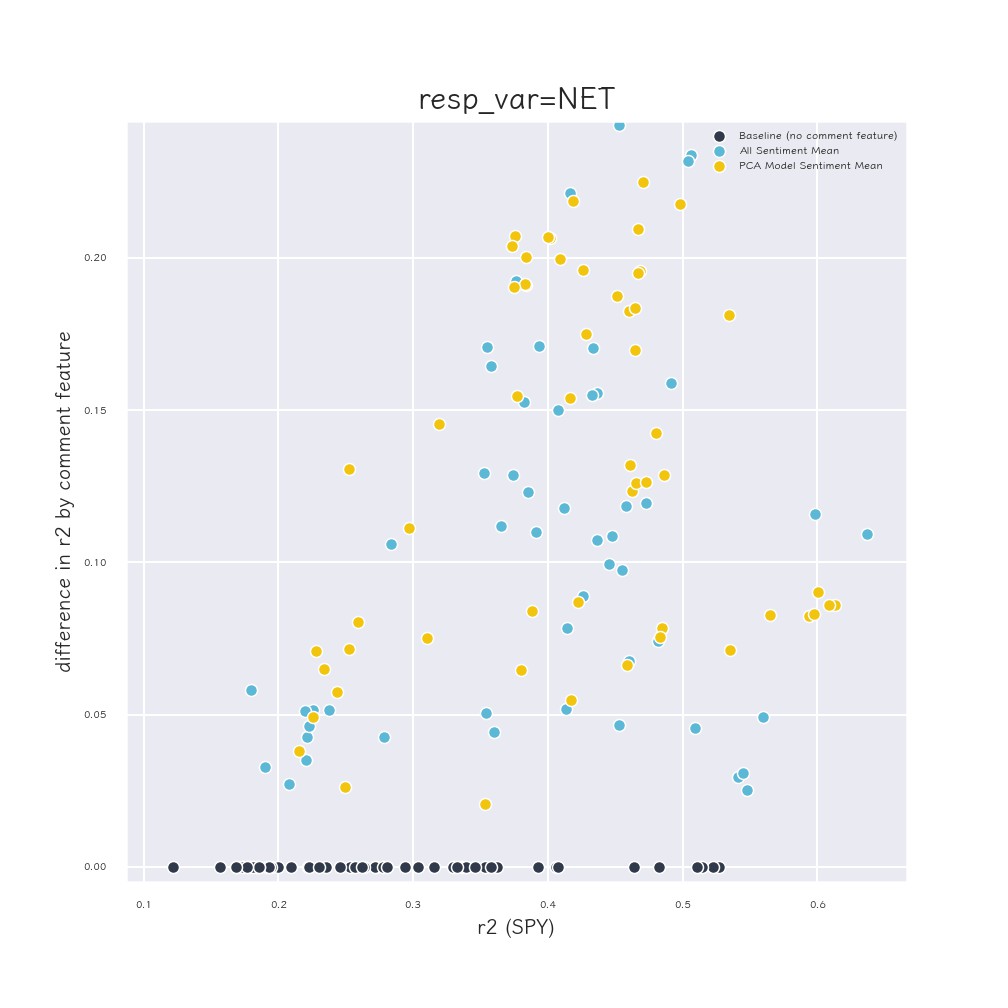 resp_var=NET
Baseline (no comment feature)
All Sentiment Mean
PCA Model Sentiment Mean
difference in r2 by comment feature
0.20
0.15
0.10
0.05
0.00
0.1 0.2 0.3 0.4 0.5 0.6
r2 (SPY)